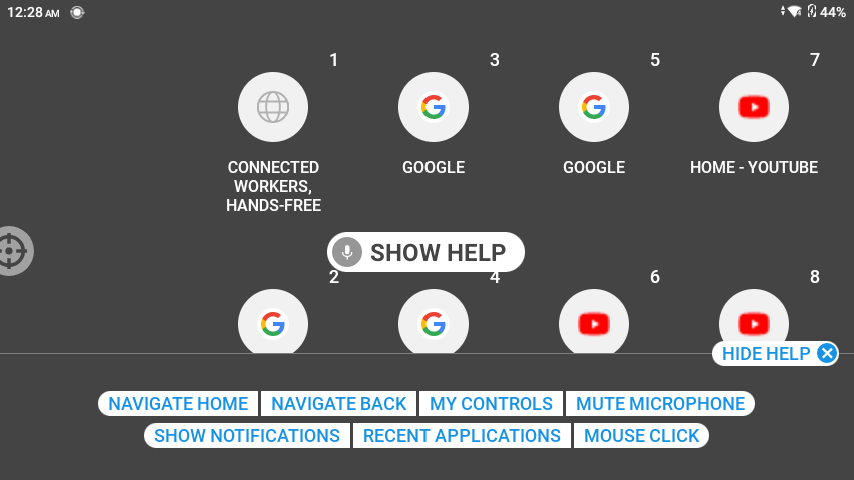 12:28 AM
44%
1
3
5
7
CONNECTED
WORKERS,
HANDS-FREE
GOOGLE
GOOGLE
HOME - YOUTUBE
SHOW HELP
2
4
6
8
HIDE HELP
NAVIGATE HOME
NAVIGATE BACK
MY CONTROLS
MUTE MICROPHONE
SHOW NOTIFICATIONS
RECENT APPLICATIONS
MOUSE CLICK